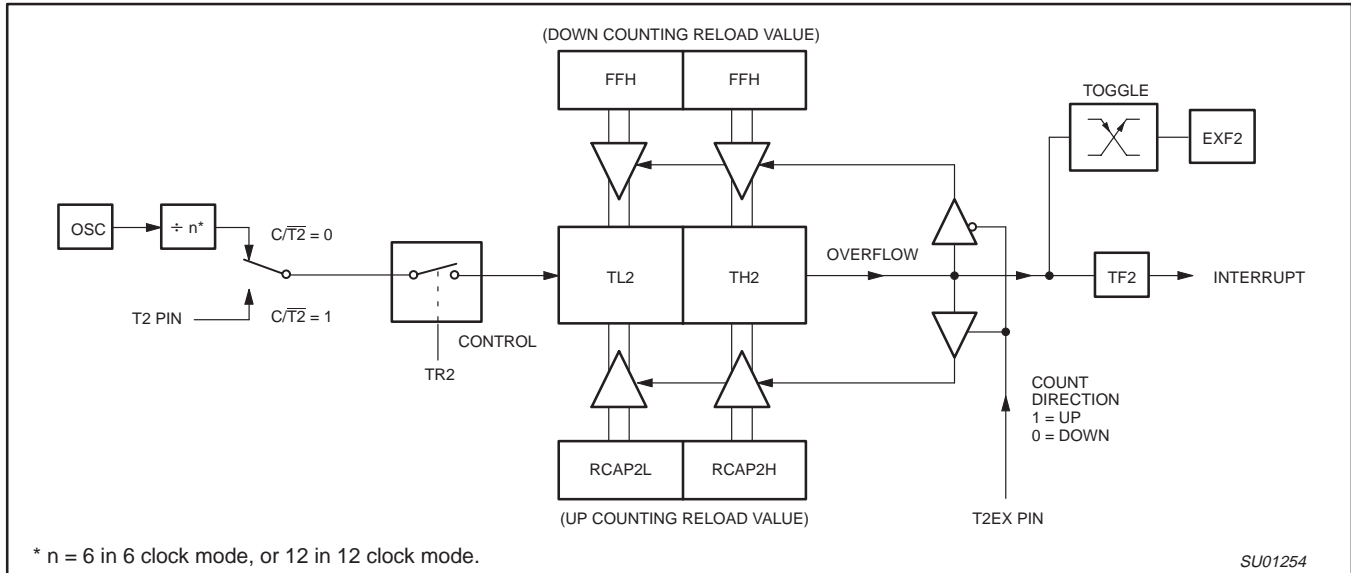 (DOWN COUNTING RELOAD VALUE)
FFH FFH
TOGGLE
EXF2
OSC
÷ n*
C/T2̅ = 0
TL2
TH2
OVERFLOW
TF2
INTERRUPT
T2 PIN
C/T2̅ = 1
CONTROL
TR2
COUNT
DIRECTION
1 = UP
0 = DOWN
RCAP2L RCAP2H
(UP COUNTING RELOAD VALUE)
T2EX PIN
* n = 6 in 6 clock mode, or 12 in 12 clock mode.
SU01254